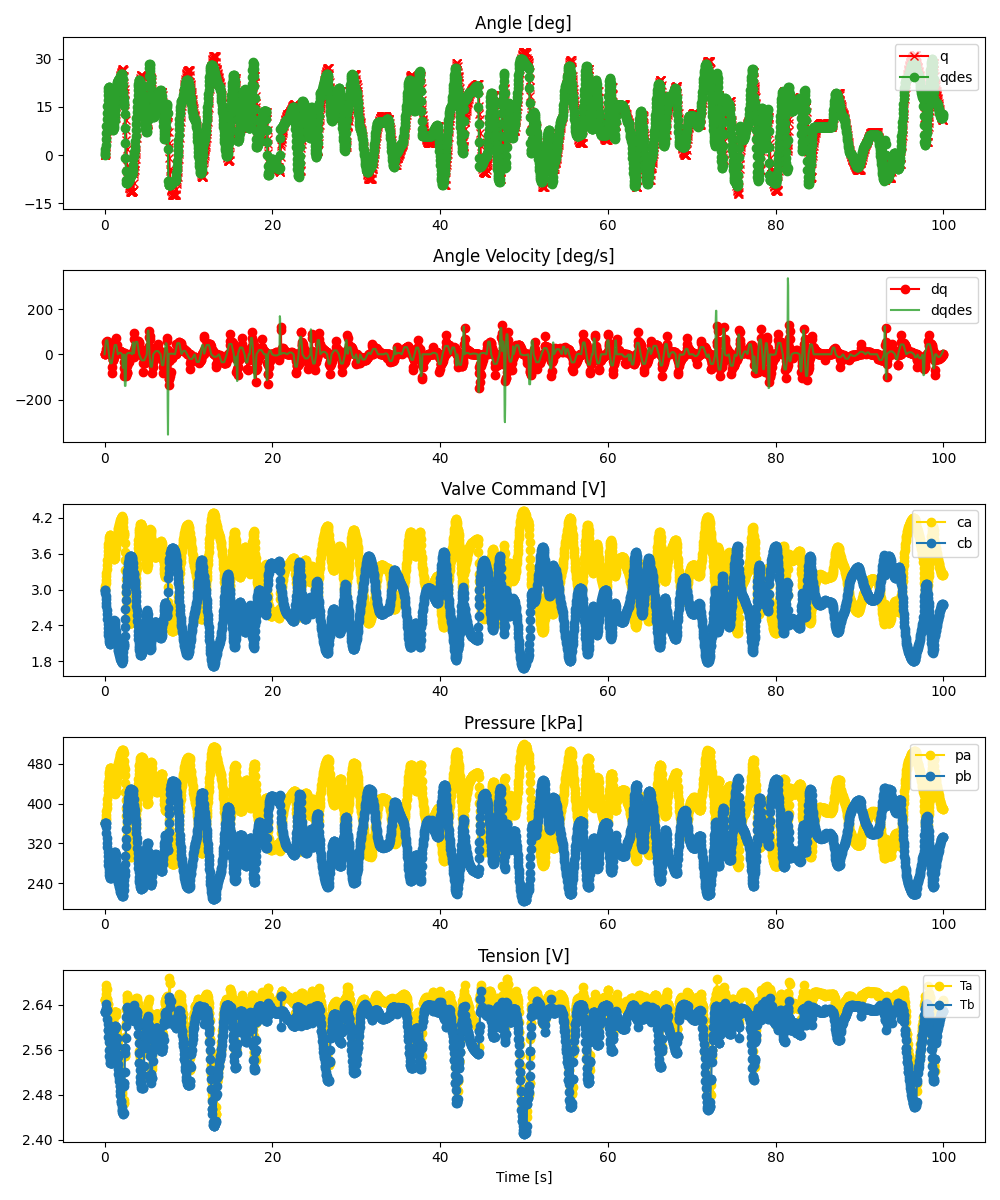 Angle [deg]
30
15
0
−15
q
qdes
0 20 40 60 80 100
Angle Velocity [deg/s]
200
0
−200
dq
dqdes
0 20 40 60 80 100
Valve Command [V]
4.2
3.6
3.0
2.4
1.8
ca
cb
0 20 40 60 80 100
Pressure [kPa]
480
400
320
240
pa
pb
0 20 40 60 80 100
Tension [V]
2.64
2.56
2.48
2.40
Ta
Tb
0 20 40 60 80 100
Time [s]